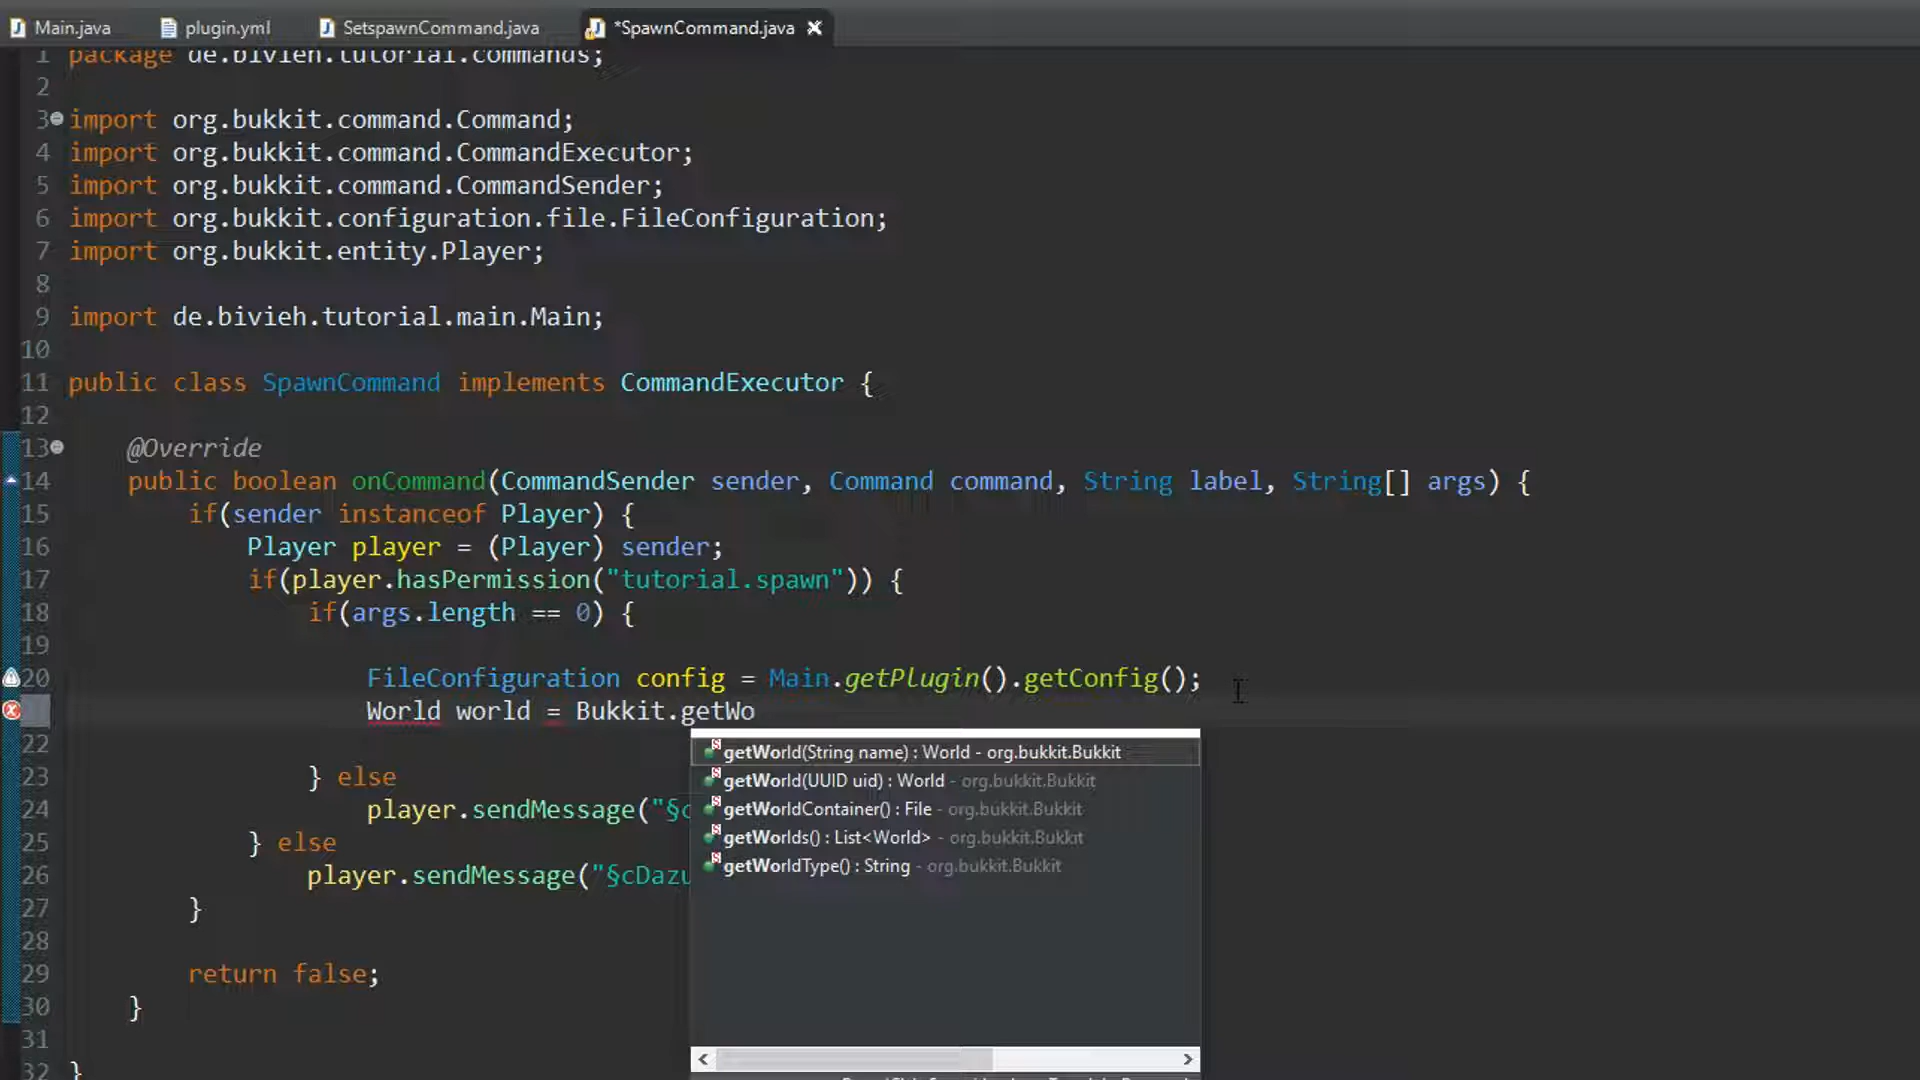 Main.java plugin.yml SetspawnCommand.java *SpawnCommand.java
1 package de.bivieh.tutorial.commands;
2
3 import org.bukkit.command.Command;
4 import org.bukkit.command.CommandExecutor;
5 import org.bukkit.command.CommandSender;
6 import org.bukkit.configuration.file.FileConfiguration;
7 import org.bukkit.entity.Player;
8
9 import de.bivieh.tutorial.main.Main;
10
11 public class SpawnCommand implements CommandExecutor {
12
13 @Override
14 public boolean onCommand(CommandSender sender, Command command, String label, String[] args) {
15 if(sender instanceof Player) {
16 Player player = (Player) sender;
17 if(player.hasPermission("tutorial.spawn")) {
18 if(args.length == 0) {
19
20 FileConfiguration config = Main.getPlugin().getConfig();
World world = Bukkit.getWo
22
getWorld(String name) : World - org.bukkit.Bukkit
getWorld(UUID uid) : World - org.bukkit.Bukkit
getWorldContainer() : File - org.bukkit.Bukkit
getWorlds() : List<World> - org.bukkit.Bukkit
getWorldType() : String - org.bukkit.Bukkit
23 } else
24 player.sendMessage("§c
25 } else
26 player.sendMessage("§cDazu
27 }
28
29 return false;
30 }
31
32 }